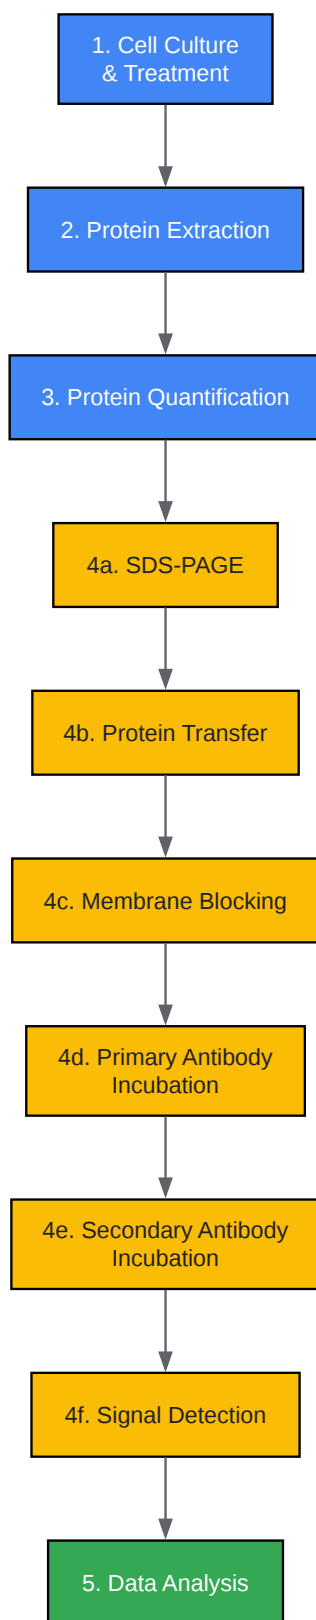 1. Cell Culture
& Treatment
2. Protein Extraction
3. Protein Quantification
4a. SDS-PAGE
4b. Protein Transfer
4c. Membrane Blocking
4d. Primary Antibody
Incubation
4e. Secondary Antibody
Incubation
4f. Signal Detection
5. Data Analysis